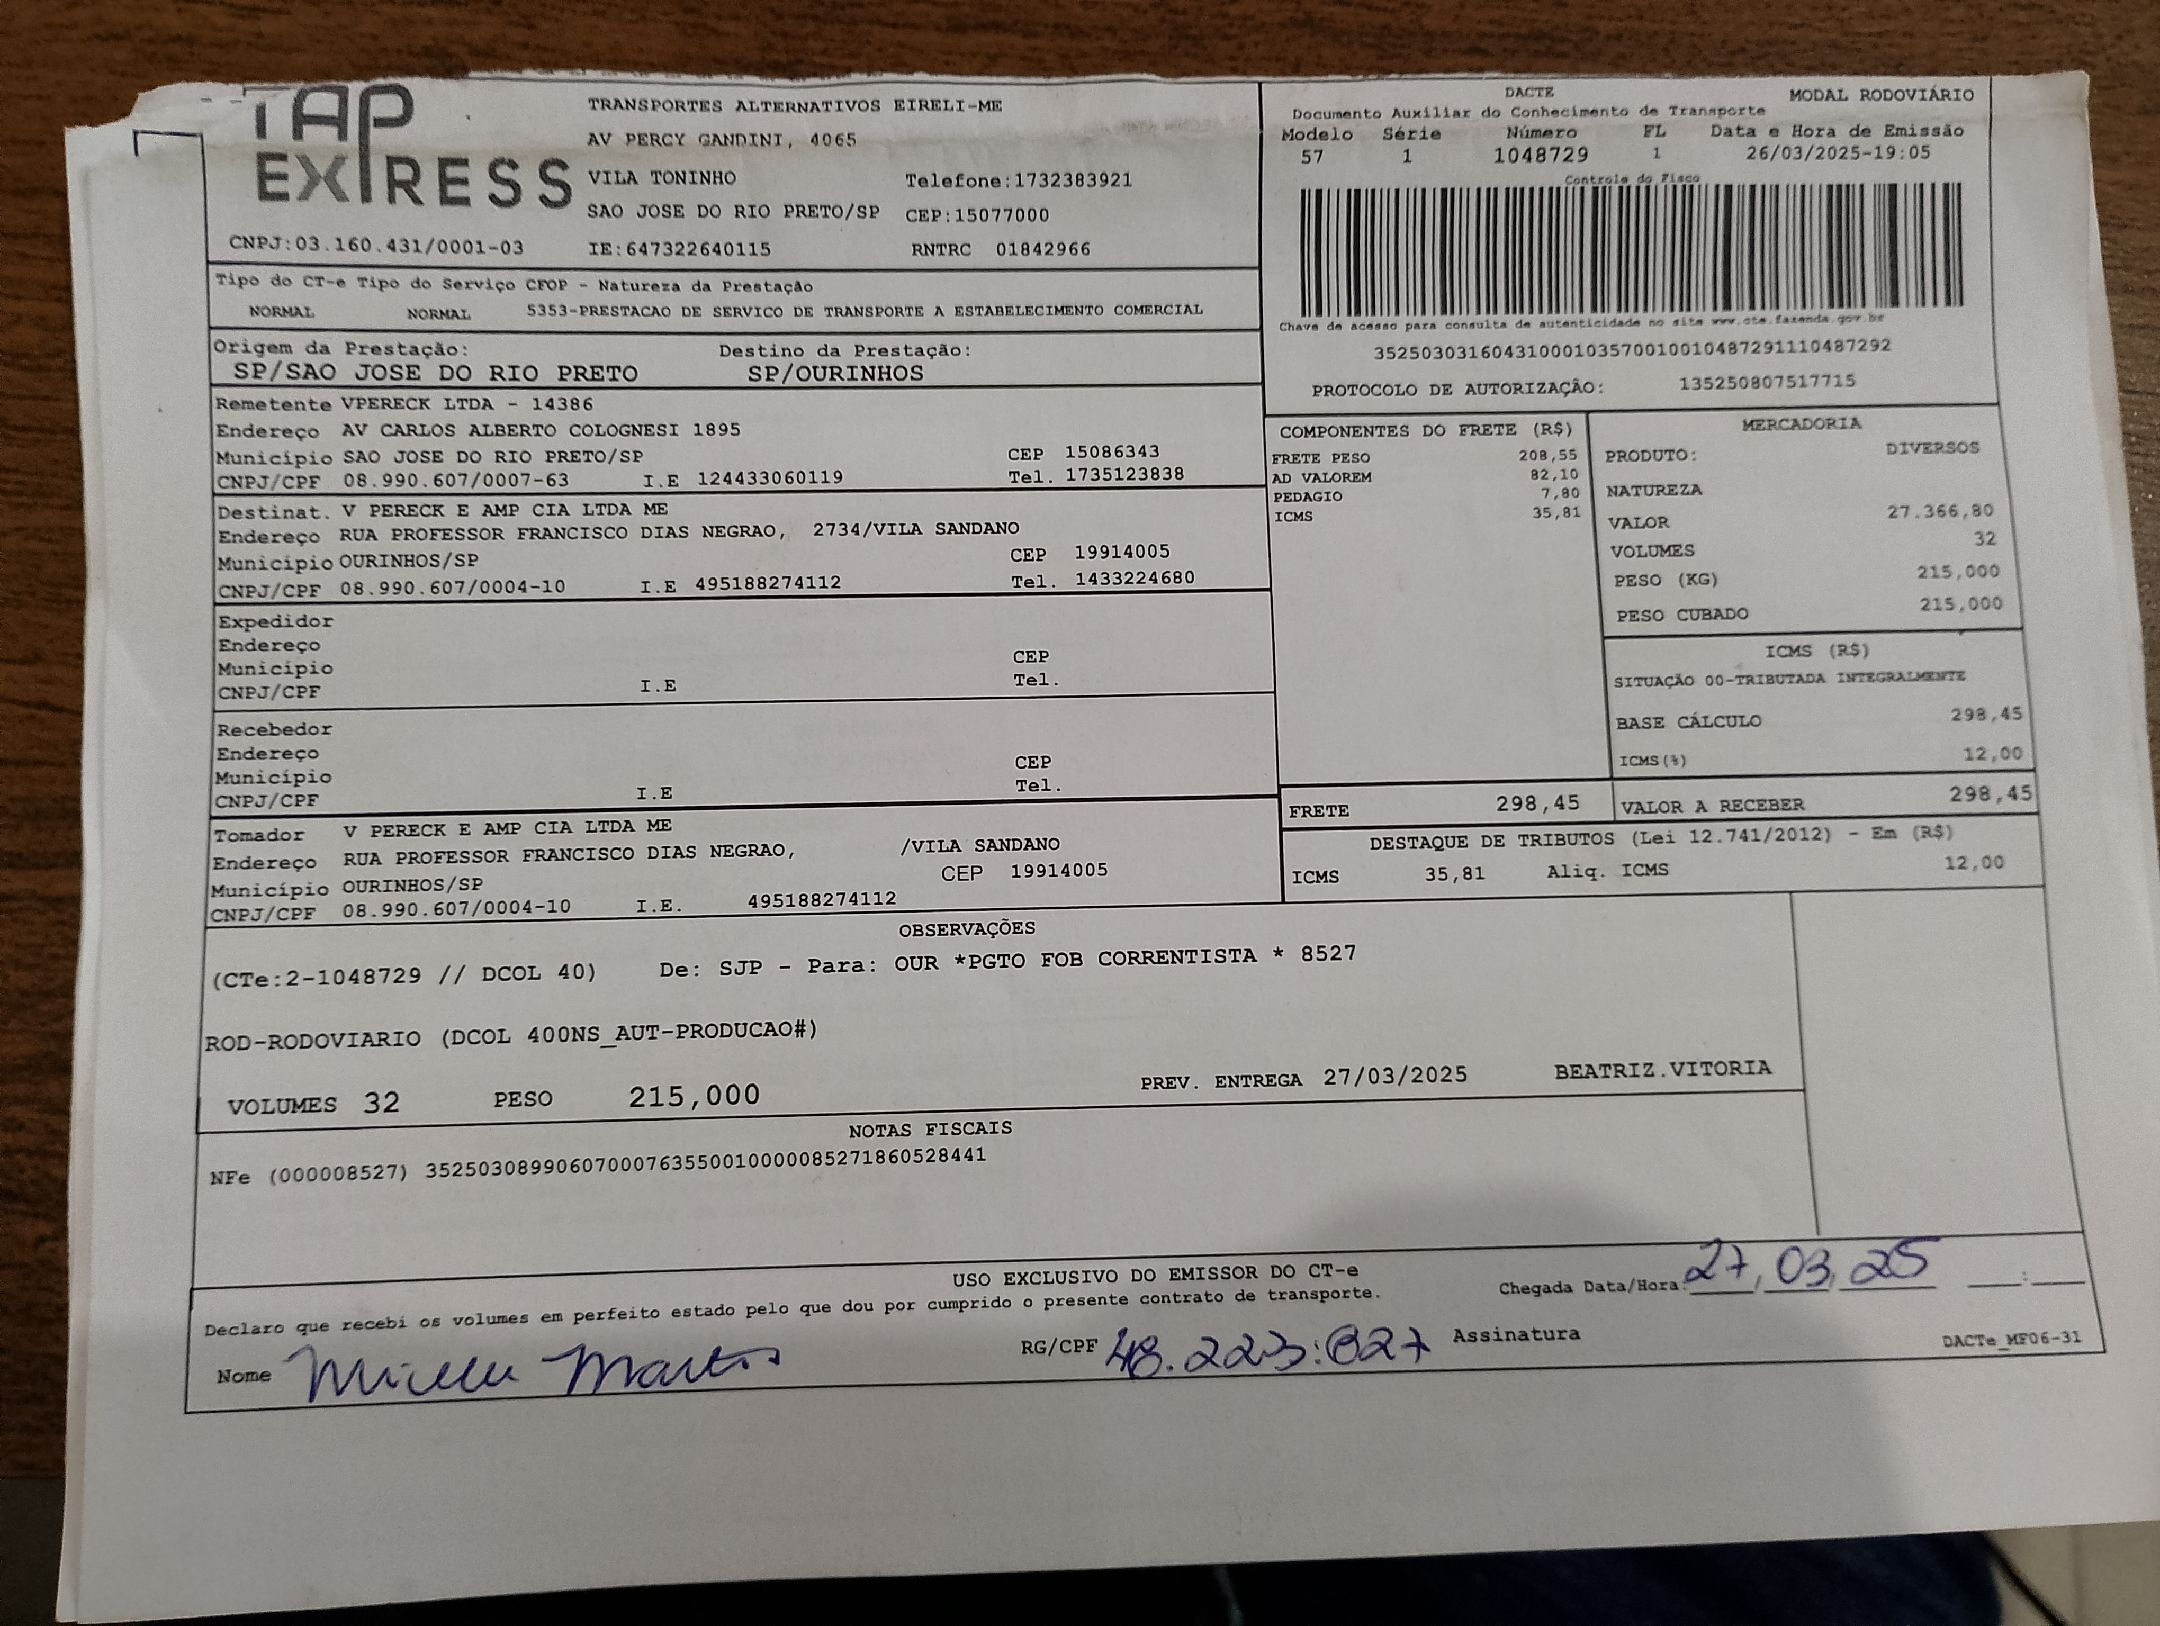 TAP
EXPRESS
TRANSPORTES ALTERNATIVOS EIRELI-ME
AV PERCY GANDINI, 4065
VILA TONINHO Telefone:1732383921
SAO JOSE DO RIO PRETO/SP CEP:15077000
CNPJ:03.160.431/0001-03 IE:647322640115 RNTRC 01842966
DACTE MODAL RODOVIÁRIO
Documento Auxiliar do Conhecimento de Transporte
Modelo Série Número FL Data e Hora de Emissão
57 1 1048729 1 26/03/2025-19:05
Controle do Fisco
Chave de acesso para consulta de autenticidade no site www.cte.fazenda.gov.br
35250303160431000103570010010487291110487292
PROTOCOLO DE AUTORIZAÇÃO: 135250807517715
Tipo do CT-e Tipo do Serviço CFOP - Natureza da Prestação
NORMAL NORMAL 5353-PRESTACAO DE SERVICO DE TRANSPORTE A ESTABELECIMENTO COMERCIAL
Origem da Prestação: Destino da Prestação:
SP/SAO JOSE DO RIO PRETO SP/OURINHOS
Remetente VPERECK LTDA - 14386
Endereço AV CARLOS ALBERTO COLOGNESI 1895
Município SAO JOSE DO RIO PRETO/SP CEP 15086343
CNPJ/CPF 08.990.607/0007-63 I.E 124433060119 Tel. 1735123838
Destinat. V PERECK E AMP CIA LTDA ME
Endereço RUA PROFESSOR FRANCISCO DIAS NEGRAO, 2734/VILA SANDANO
Município OURINHOS/SP CEP 19914005
CNPJ/CPF 08.990.607/0004-10 I.E 495188274112 Tel. 1433224680
Expedidor
Endereço
Município CEP
CNPJ/CPF I.E Tel.
Recebedor
Endereço
Município CEP
CNPJ/CPF I.E Tel.
Tomador V PERECK E AMP CIA LTDA ME
Endereço RUA PROFESSOR FRANCISCO DIAS NEGRAO, /VILA SANDANO
Município OURINHOS/SP CEP 19914005
CNPJ/CPF 08.990.607/0004-10 I.E. 495188274112
COMPONENTES DO FRETE (R$)
FRETE PESO 208,55
AD VALOREM 82,10
PEDAGIO 7,80
ICMS 35,81
MERCADORIA
PRODUTO: DIVERSOS
NATUREZA
VALOR 27.366,80
VOLUMES 32
PESO (KG) 215,000
PESO CUBADO 215,000
ICMS (R$)
SITUAÇÃO 00-TRIBUTADA INTEGRALMENTE
BASE CÁLCULO 298,45
ICMS(%) 12,00
FRETE 298,45 VALOR A RECEBER 298,45
DESTAQUE DE TRIBUTOS (Lei 12.741/2012) - Em (R$)
ICMS 35,81 Aliq. ICMS 12,00
OBSERVAÇÕES
(CTe:2-1048729 // DCOL 40) De: SJP - Para: OUR *PGTO FOB CORRENTISTA * 8527
ROD-RODOVIARIO (DCOL 400NS_AUT-PRODUCAO#)
VOLUMES 32 PESO 215,000 PREV. ENTREGA 27/03/2025 BEATRIZ.VITORIA
NOTAS FISCAIS
NFe (000008527) 35250308990607000763550010000085271860528441
USO EXCLUSIVO DO EMISSOR DO CT-e
Declaro que recebi os volumes em perfeito estado pelo que dou por cumprido o presente contrato de transporte. Chegada Data/Hora: 27/03/25 __:__
Nome RG/CPF 48.223.827 Assinatura DACTe_MF06-31